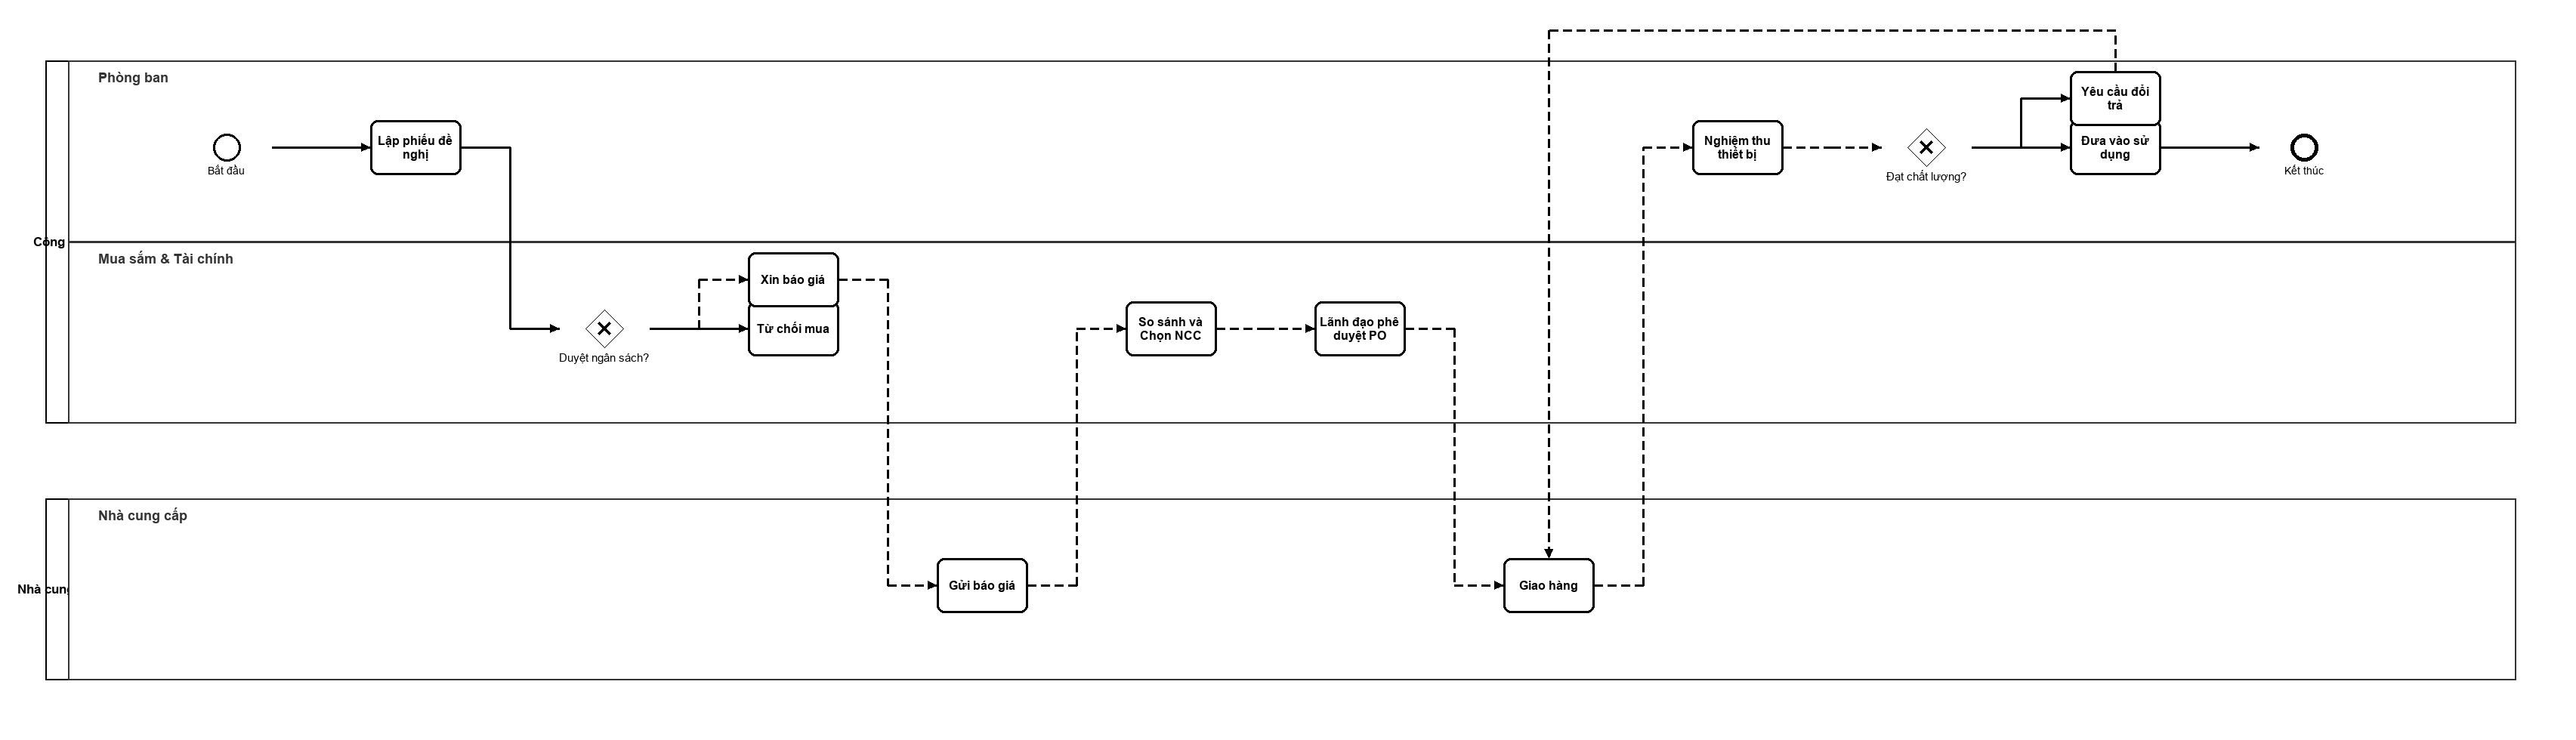 Phòng ban
Bắt đầu
Lập phiếu đề
nghị
Nghiệm thu
thiết bị
Đạt chất lượng?
Yêu cầu đổi
trả
Đưa vào sử
dụng
Kết thúc
Công
Mua sắm & Tài chính
Duyệt ngân sách?
Xin báo giá
Từ chối mua
So sánh và
Chọn NCC
Lãnh đạo phê
duyệt PO
Nhà cung cấp
Nhà cung
Gửi báo giá
Giao hàng